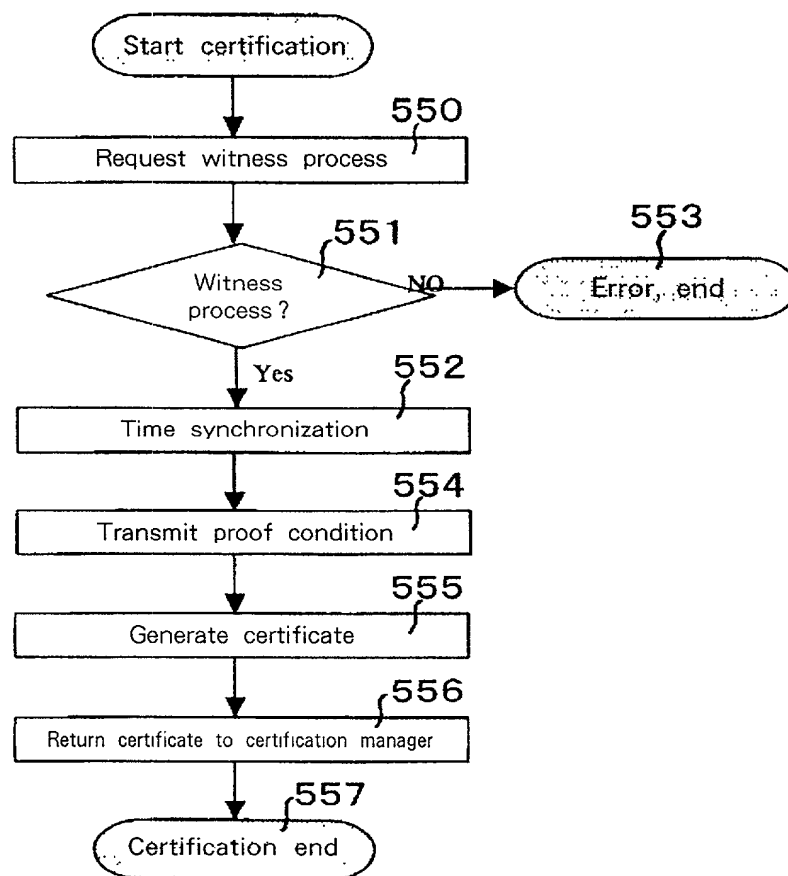 Start certification
550
Request witness process
551
Witness
process ?
NO
553
Error, end
Yes
552
Time synchronization
554
Transmit proof condition
555
Generate certificate
556
Return certificate to certification manager
557
Certification end